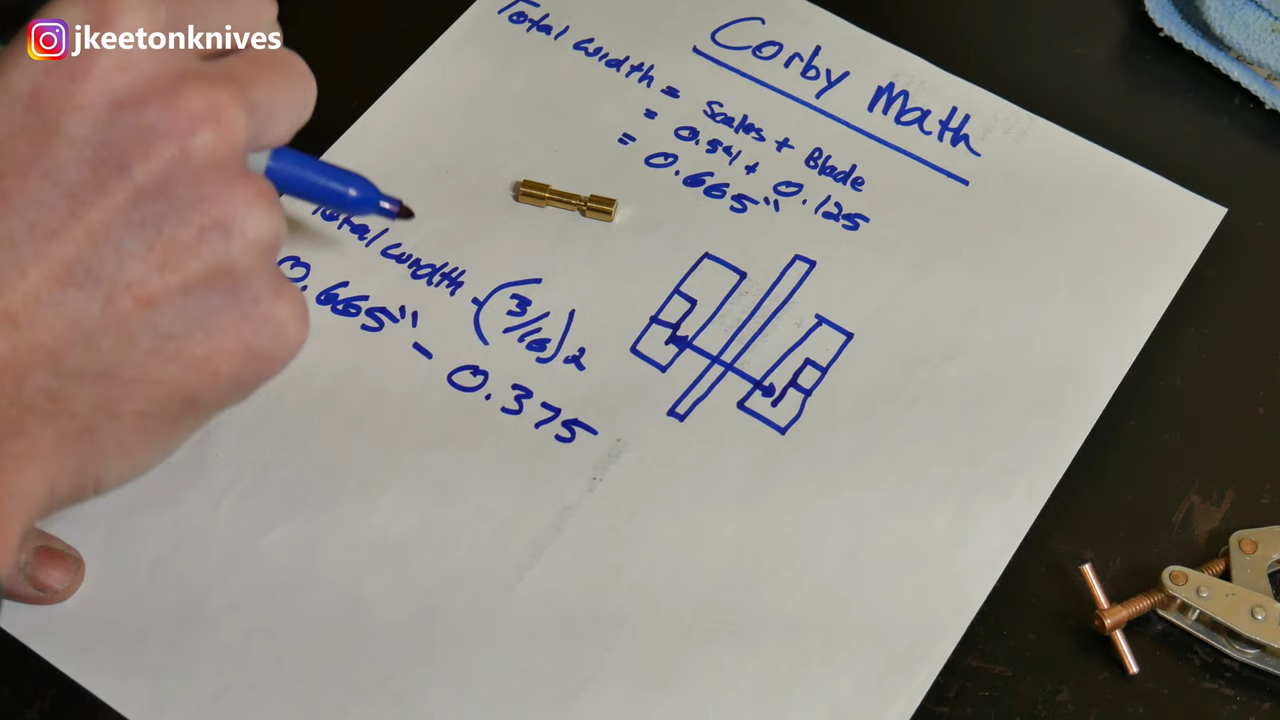 jkeetonknives
Corby Math
Total width = Scales + Blade
= 0.541 + 0.125
= 0.665"
Total width - (3/16)2
0.665" - 0.375